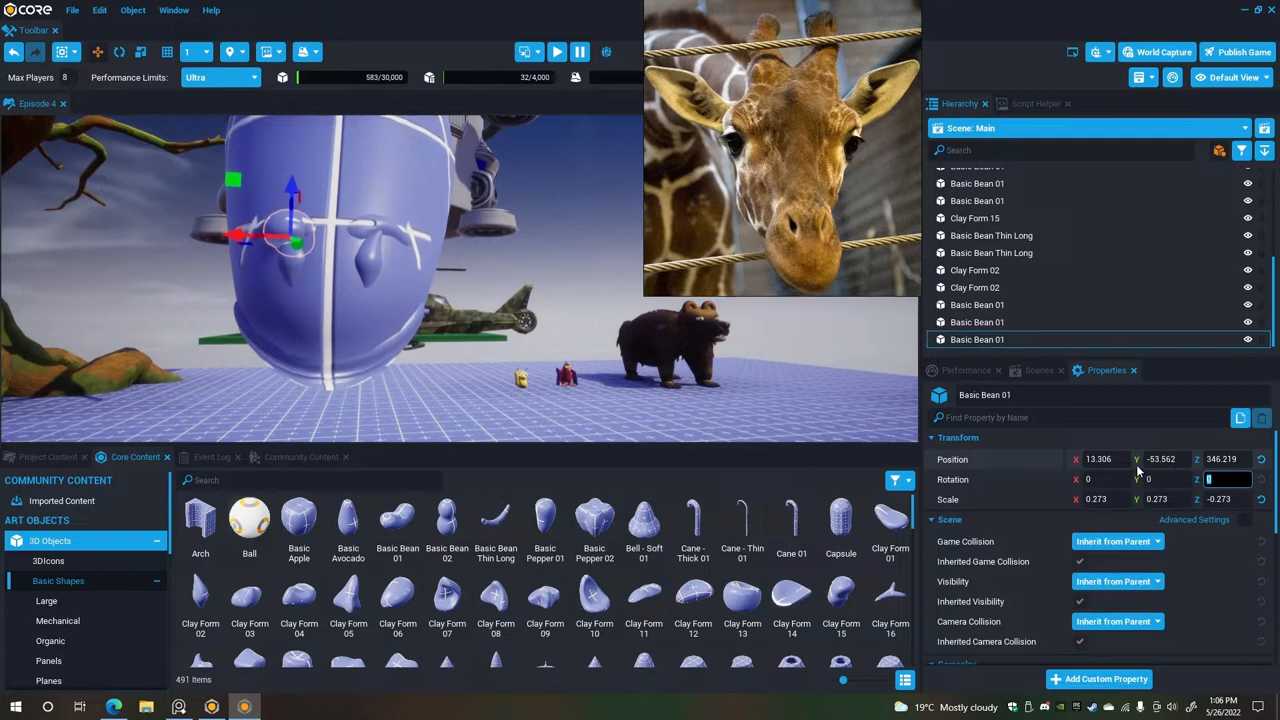 CORE File Edit Object Window Help
Toolbar
1 World Capture Publish Game
Max Players 8 Performance Limits: Ultra 583/30,000 32/4,000 Default View
Episode 4 Hierarchy Script Helper
Scene: Main
Search
Basic Bean 01
Basic Bean 01
Basic Bean 01
Clay Form 15
Basic Bean Thin Long
Basic Bean Thin Long
Clay Form 02
Clay Form 02
Basic Bean 01
Basic Bean 01
Basic Bean 01
Performance Scenes Properties
Basic Bean 01
Find Property by Name
Transform
Position X 13.306 Y -53.562 Z 346.219
Rotation X 0 Y 0 Z 0
Scale X 0.273 Y 0.273 Z -0.273
Scene Advanced Settings
Game Collision Inherit from Parent
Inherited Game Collision
Visibility Inherit from Parent
Inherited Visibility
Camera Collision Inherit from Parent
Inherited Camera Collision
Gameplay
Add Custom Property
Project Content Core Content Event Log Community Content
COMMUNITY CONTENT
Imported Content
ART OBJECTS
3D Objects
3DIcons
Basic Shapes
Large
Mechanical
Organic
Panels
Planes
Search
Arch Ball Basic Apple Basic Avocado Basic Bean 01 Basic Bean 02 Basic Bean Thin Long Basic Pepper 01 Basic Pepper 02 Bell - Soft 01 Cane - Thick 01 Cane - Thin 01 Cane 01 Capsule Clay Form 01
Clay Form 02 Clay Form 03 Clay Form 04 Clay Form 05 Clay Form 06 Clay Form 07 Clay Form 08 Clay Form 09 Clay Form 10 Clay Form 11 Clay Form 12 Clay Form 13 Clay Form 14 Clay Form 15 Clay Form 16
491 Items
19°C Mostly cloudy 1:06 PM
5/26/2022